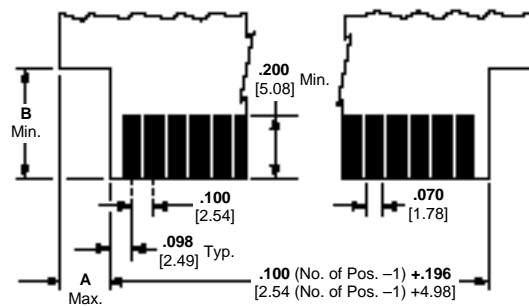 .200
[5.08] Min.
B
Min.
.100
[2.54]
.070
[1.78]
.098
[2.49] Typ.
A
Max.
.100 (No. of Pos. –1) +.196
[2.54 (No. of Pos. –1) +4.98]